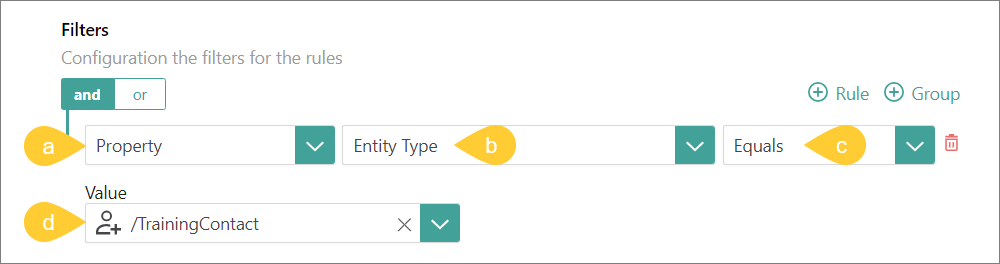 Filters
Configuration the filters for the rules
and or Rule Group
a Property Entity Type b Equals c
Value
d /TrainingContact